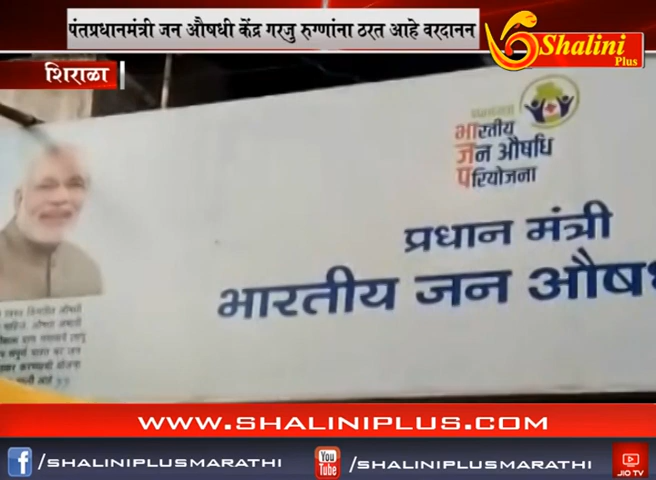 पंतप्रधानमंत्री जन औषधी केंद्र गरजु रुग्णांना ठरत आहे वरदानन
Shalini
Plus
शिराळा
भारतीय
जन औषधि
परियोजना
प्रधान मंत्री
भारतीय जन औषध
WWW.SHALINIPLUS.COM
/SHALINIPLUSMARATHI
You
Tube
/SHALINIPLUSMARATHI
JIO TV